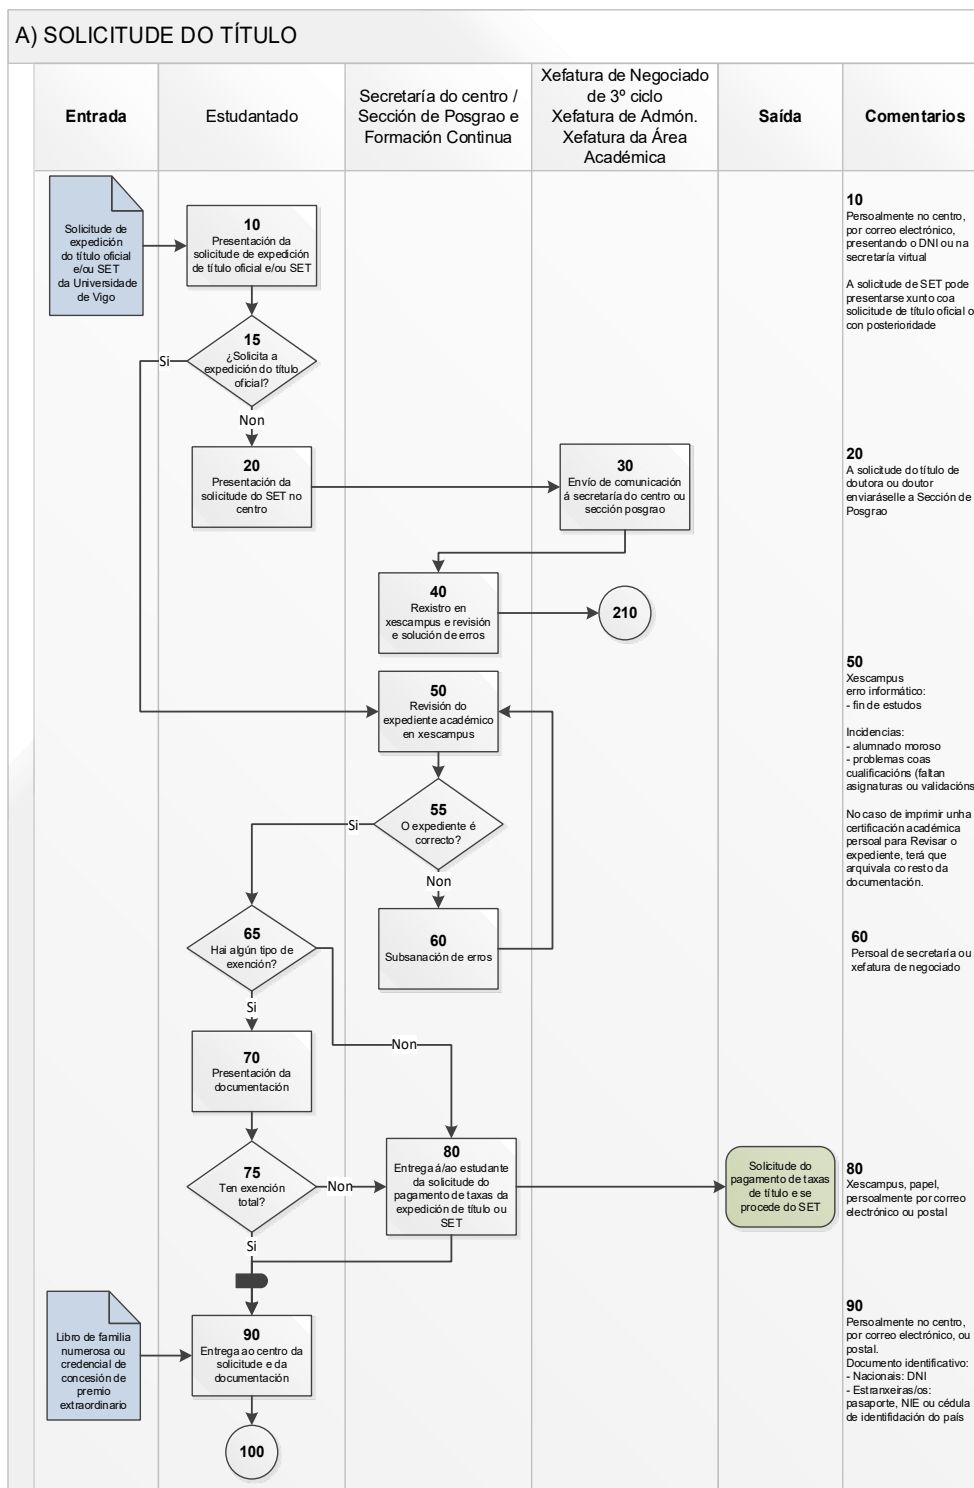 A) SOLICITUDE DO TÍTULO
Entrada
Estudantado
Secretaría do centro /
Sección de Posgrao e
Formación Continua
Xefatura de Negociado
de 3º ciclo
Xefatura de Admón.
Xefatura da Área
Académica
Saída
Comentarios
Solicitude de
expedición
do título oficial
e/ou SET
da Universidade
de Vigo
10
Presentación da
solicitude de expedición
de título oficial e/ou SET
10
Persoalmente no centro,
por correo electrónico,
presentando o DNI ou na
secretaría virtual
A solicitude de SET pode
presentarse xunto coa
solicitude de título oficial o
con posterioridade
15
¿Solicita a
expedición do título
oficial?
Si
Non
20
Presentación da
solicitude do SET no
centro
30
Envío de comunicación
á secretaría do centro ou
sección posgrao
20
A solicitude do título de
doutora ou doutor
enviaráselle a Sección de
Posgrao
40
Rexistro en
xescampus e revisión
e solución de erros
210
50
Revisión do
expediente académico
en xescampus
50
Xescampus
erro informático:
- fin de estudos
Incidencias:
- alumnado moroso
- problemas coas
cualificacións (faltan
asignaturas ou validacións
No caso de imprimir unha
certificación académica
persoal para Revisar o
expediente, terá que
arquivala co resto da
documentación.
55
O expediente é
correcto?
Si
Non
60
Subsanación de erros
60
Persoal de secretaría ou
xefatura de negociado
65
Hai algún tipo de
exención?
Si
Non
70
Presentación da
documentación
75
Ten exención
total?
Non
Si
80
Entrega á/ao estudante
da solicitude do
pagamento de taxas da
expedición de título ou
SET
Solicitude do
pagamento de taxas
de título e se
procede do SET
80
Xescampus, papel,
persoalmente por correo
electrónico ou postal
Libro de familia
numerosa ou
credencial de
concesión de
premio
extraordinario
90
Entrega ao centro da
solicitude e da
documentación
90
Persoalmente no centro,
por correo electrónico, ou
postal.
Documento identificativo:
- Nacionais: DNI
- Estranxeiras/os:
pasaporte, NIE ou cédula
de identifidación do país
100